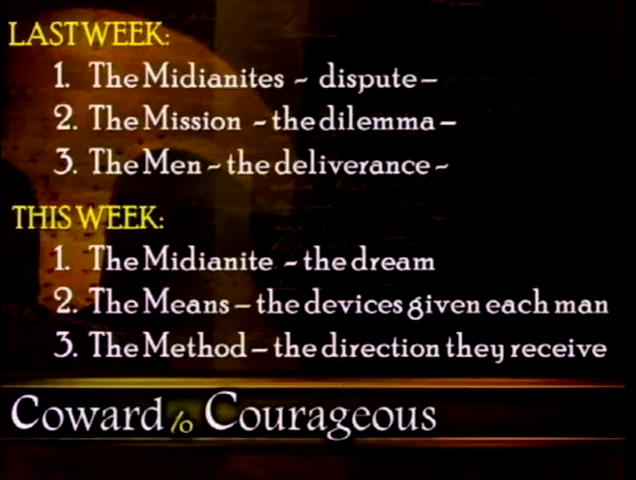 LAST WEEK:
1. The Midianites ~ dispute –
2. The Mission ~ the dilemma –
3. The Men ~ the deliverance ~
THIS WEEK:
1. The Midianite ~ the dream
2. The Means – the devices given each man
3. The Method – the direction they receive
Coward to Courageous